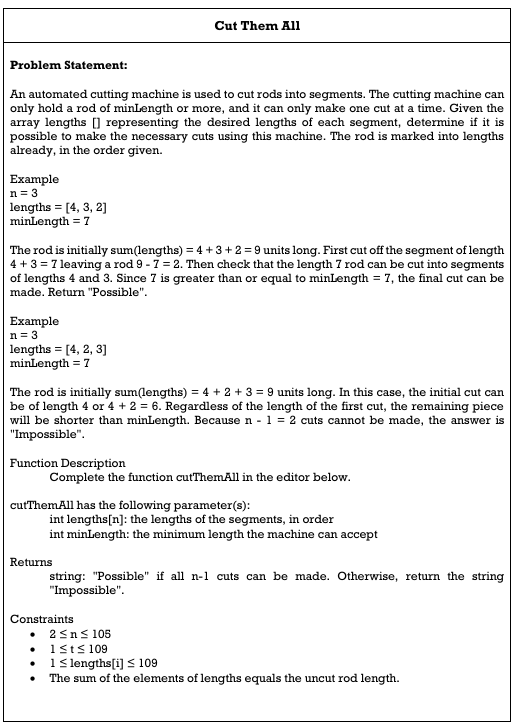 Cut Them All
Problem Statement:
An automated cutting machine is used to cut rods into segments. The cutting machine can
only hold a rod of minLength or more, and it can only make one cut at a time. Given the
array lengths [] representing the desired lengths of each segment, determine if it is
possible to make the necessary cuts using this machine. The rod is marked into lengths
already, in the order given.
Example
n = 3
lengths = [4, 3, 2]
minLength = 7
The rod is initially sum(lengths) = 4 + 3 + 2 = 9 units long. First cut off the segment of length
4 + 3 = 7 leaving a rod 9 - 7 = 2. Then check that the length 7 rod can be cut into segments
of lengths 4 and 3. Since 7 is greater than or equal to minLength = 7, the final cut can be
made. Return "Possible".
Example
n = 3
lengths = [4, 2, 3]
minLength = 7
The rod is initially sum(lengths) = 4 + 2 + 3 = 9 units long. In this case, the initial cut can
be of length 4 or 4 + 2 = 6. Regardless of the length of the first cut, the remaining piece
will be shorter than minLength. Because n - 1 = 2 cuts cannot be made, the answer is
"Impossible".
Function Description
Complete the function cutThemAll in the editor below.
cutThemAll has the following parameter(s):
int lengths[n]: the lengths of the segments, in order
int minLength: the minimum length the machine can accept
Returns
string: "Possible" if all n-1 cuts can be made. Otherwise, return the string
"Impossible".
Constraints
• 2 ≤ n ≤ 105
• 1 ≤ t ≤ 109
• 1 ≤ lengths[i] ≤ 109
• The sum of the elements of lengths equals the uncut rod length.